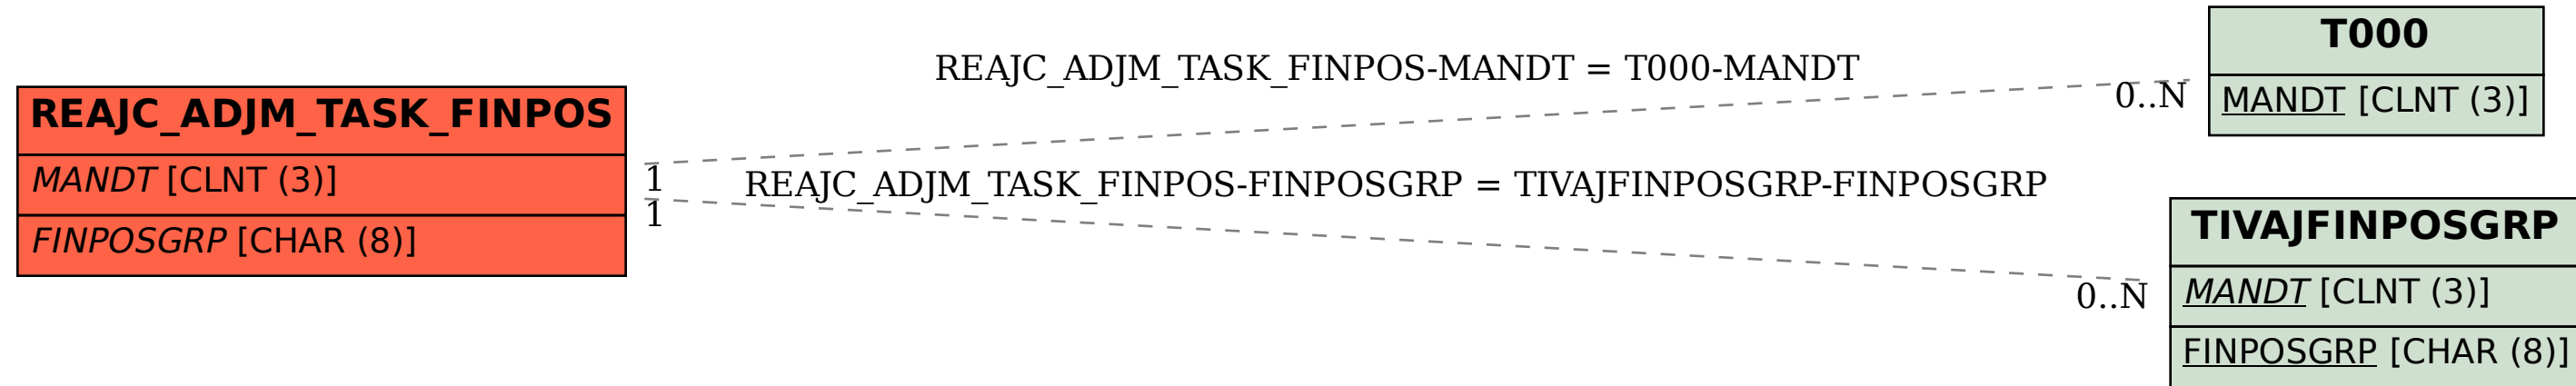 REAJC_ADJM_TASK_FINPOS
MANDT [CLNT (3)]
FINPOSGRP [CHAR (8)]
REAJC_ADJM_TASK_FINPOS-MANDT = T000-MANDT
1
0..N
REAJC_ADJM_TASK_FINPOS-FINPOSGRP = TIVAJFINPOSGRP-FINPOSGRP
1
0..N
T000
MANDT [CLNT (3)]
TIVAJFINPOSGRP
MANDT [CLNT (3)]
FINPOSGRP [CHAR (8)]